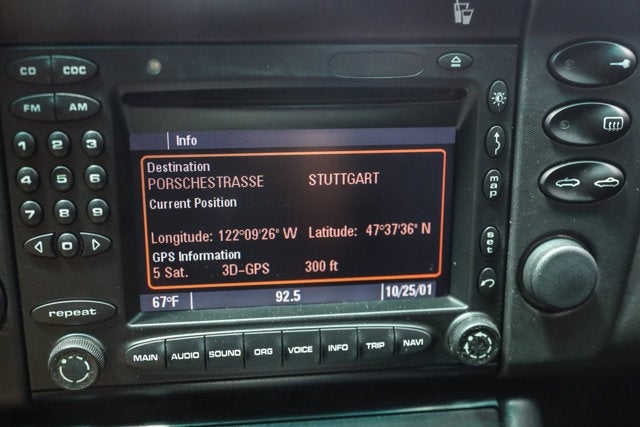 CD CDC
FM AM
1 2 3
4 5 6
7 8 9
0
repeat
Info
Destination
PORSCHESTRASSE STUTTGART
Current Position
Longitude: 122°09'26" W Latitude: 47°37'36" N
GPS Information
5 Sat. 3D-GPS 300 ft
67°F 92.5 10/25/01
MAIN AUDIO SOUND ORG VOICE INFO TRIP NAVI
map
set